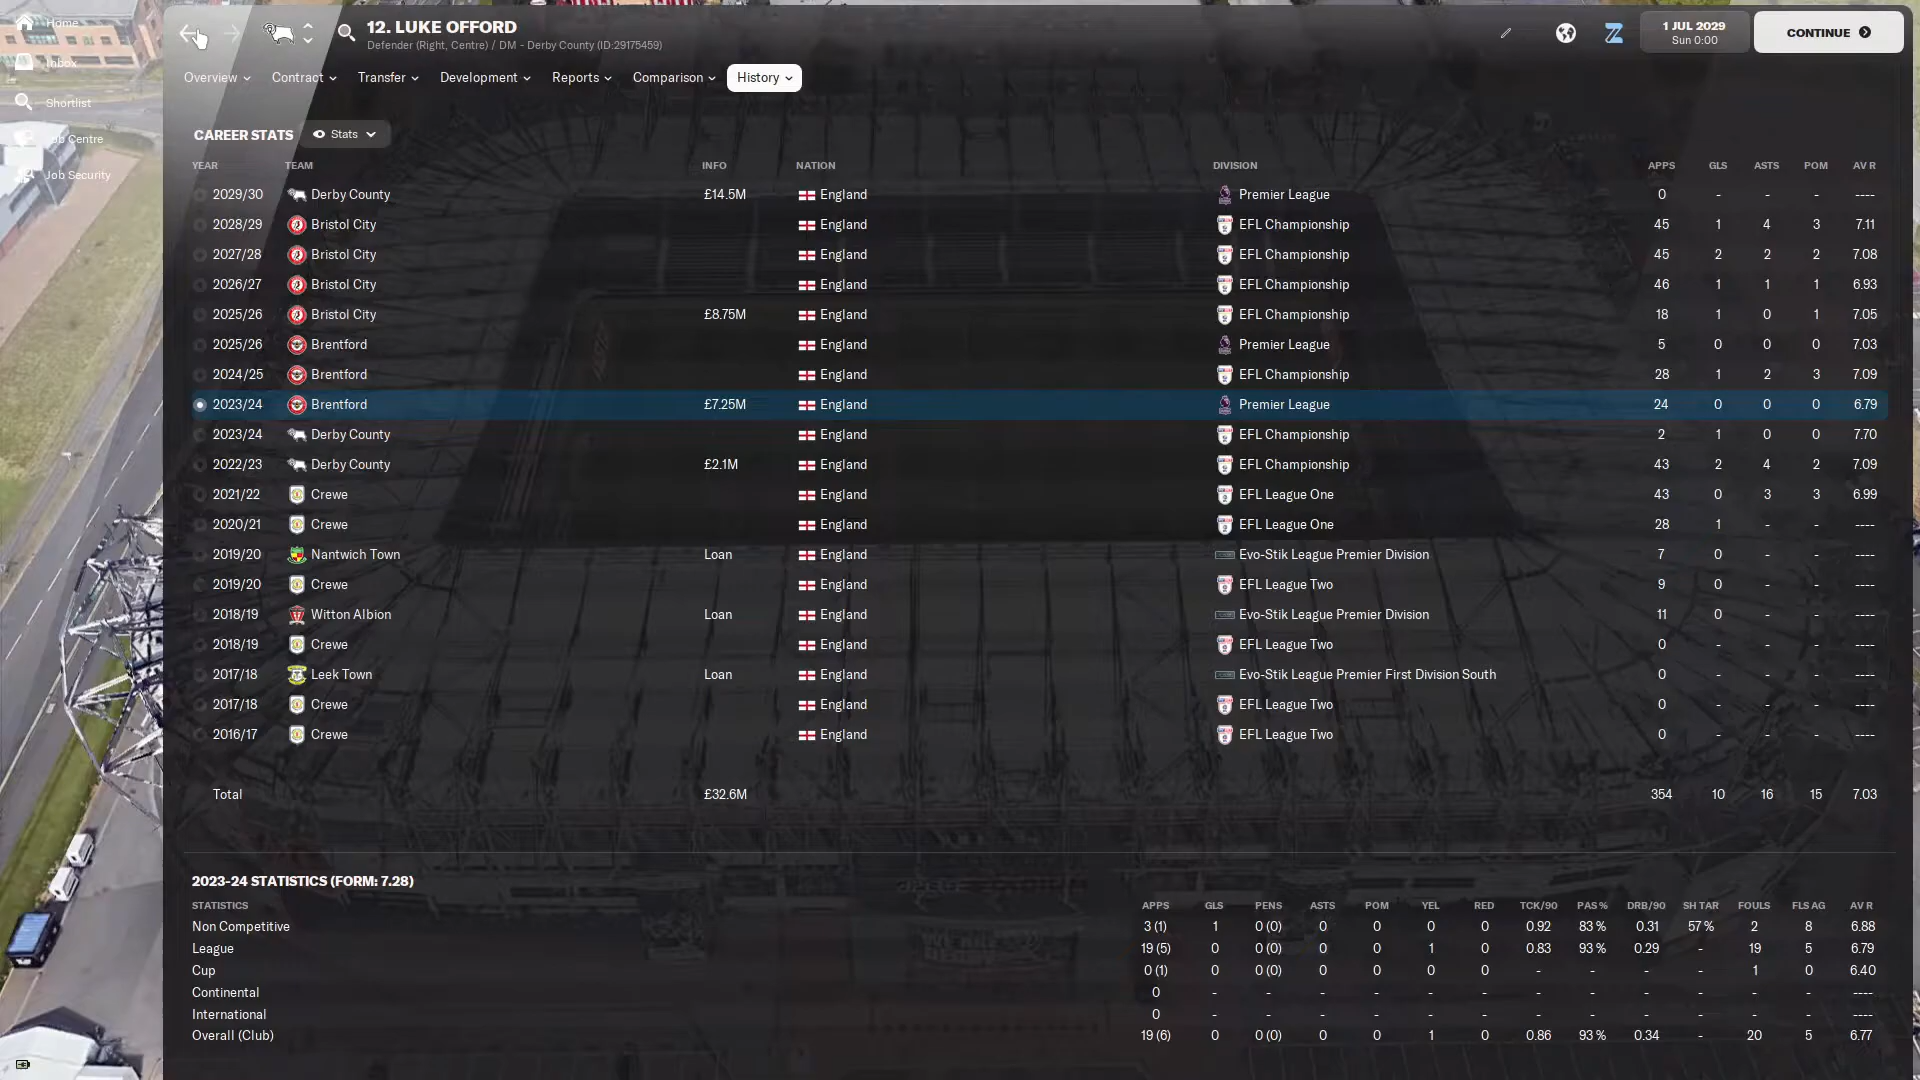 Home
Inbox
Shortlist
Job Centre
Job Security
12. LUKE OFFORD
Defender (Right, Centre) / DM - Derby County (ID:29175459)
1 JUL 2029
Sun 0:00
CONTINUE
Overview Contract Transfer Development Reports Comparison History
CAREER STATS Stats
YEAR TEAM INFO NATION DIVISION APPS GLS ASTS POM AV R
2029/30 Derby County £14.5M England Premier League 0 - - - ----
2028/29 Bristol City England EFL Championship 45 1 4 3 7.11
2027/28 Bristol City England EFL Championship 45 2 2 2 7.08
2026/27 Bristol City England EFL Championship 46 1 1 1 6.93
2025/26 Bristol City £8.75M England EFL Championship 18 1 0 1 7.05
2025/26 Brentford England Premier League 5 0 0 0 7.03
2024/25 Brentford England EFL Championship 28 1 2 3 7.09
2023/24 Brentford £7.25M England Premier League 24 0 0 0 6.79
2023/24 Derby County England EFL Championship 2 1 0 0 7.70
2022/23 Derby County £2.1M England EFL Championship 43 2 4 2 7.09
2021/22 Crewe England EFL League One 43 0 3 3 6.99
2020/21 Crewe England EFL League One 28 1 - - ----
2019/20 Nantwich Town Loan England Evo-Stik League Premier Division 7 0 - - ----
2019/20 Crewe England EFL League Two 9 0 - - ----
2018/19 Witton Albion Loan England Evo-Stik League Premier Division 11 0 - - ----
2018/19 Crewe England EFL League Two 0 - - - ----
2017/18 Leek Town Loan England Evo-Stik League Premier First Division South 0 - - - ----
2017/18 Crewe England EFL League Two 0 - - - ----
2016/17 Crewe England EFL League Two 0 - - - ----
Total £32.6M 354 10 16 15 7.03
2023-24 STATISTICS (FORM: 7.28)
STATISTICS APPS GLS PENS ASTS POM YEL RED TCK/90 PAS % DRB/90 SH TAR FOULS FLS AG AV R
Non Competitive 3 (1) 1 0 (0) 0 0 0 0 0.92 83 % 0.31 57 % 2 8 6.88
League 19 (5) 0 0 (0) 0 0 1 0 0.83 93 % 0.29 - 19 5 6.79
Cup 0 (1) 0 0 (0) 0 0 0 0 - - - - 1 0 6.40
Continental 0 - - - - - - - - - - - - ----
International 0 - - - - - - - - - - - - ----
Overall (Club) 19 (6) 0 0 (0) 0 0 1 0 0.86 93 % 0.34 - 20 5 6.77